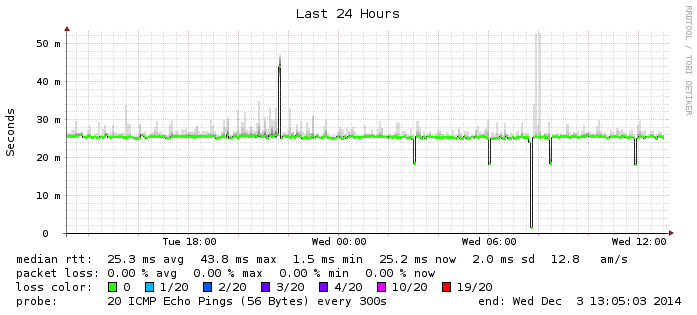 Last 24 Hours
RRDTOOL / TOBI OETIKER
Seconds
50 m
40 m
30 m
20 m
10 m
0
Tue 18:00 Wed 00:00 Wed 06:00 Wed 12:00
median rtt: 25.3 ms avg 43.8 ms max 1.5 ms min 25.2 ms now 2.0 ms sd 12.8 am/s
packet loss: 0.00 % avg 0.00 % max 0.00 % min 0.00 % now
loss color: 0 1/20 2/20 3/20 4/20 10/20 19/20
probe: 20 ICMP Echo Pings (56 Bytes) every 300s end: Wed Dec 3 13:05:03 2014